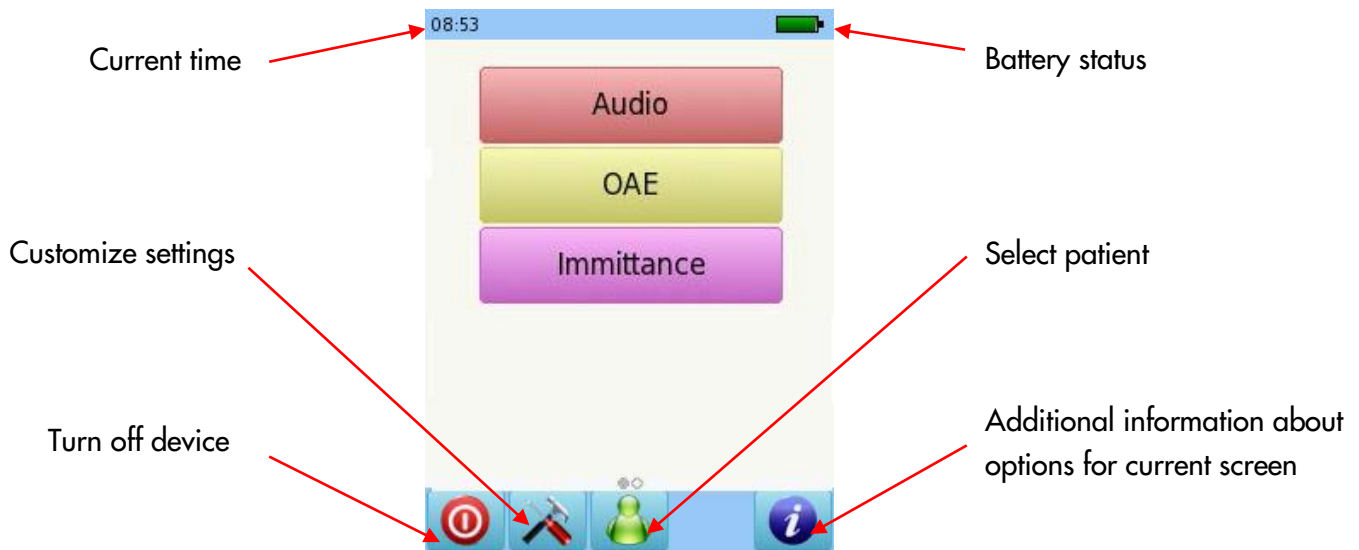 08:53
Current time
Battery status
Audio
OAE
Customize settings
Immittance
Select patient
Turn off device
Additional information about
options for current screen
i